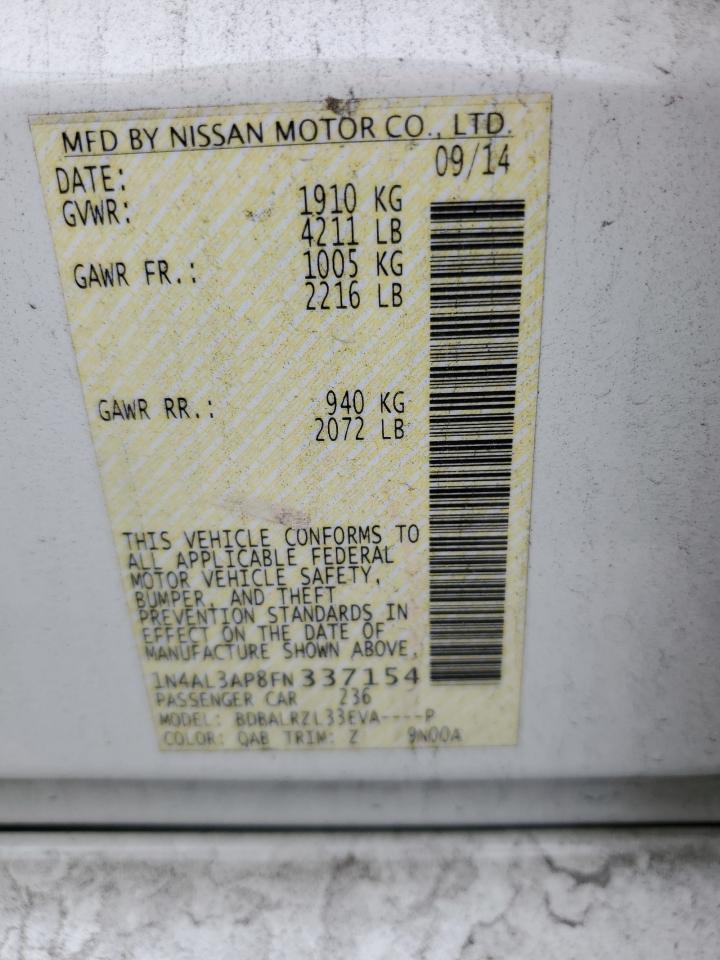 MFD BY NISSAN MOTOR CO., LTD.
DATE: 09/14
GVWR: 1910 KG
4211 LB
GAWR FR.: 1005 KG
2216 LB
GAWR RR.: 940 KG
2072 LB
THIS VEHICLE CONFORMS TO
ALL APPLICABLE FEDERAL
MOTOR VEHICLE SAFETY,
BUMPER, AND THEFT
PREVENTION STANDARDS IN
EFFECT ON THE DATE OF
MANUFACTURE SHOWN ABOVE.
1N4AL3AP8FN337154
PASSENGER CAR 236
MODEL: BDBALRZL33EVA----P
COLOR: QAB TRIM: Z 9N00A